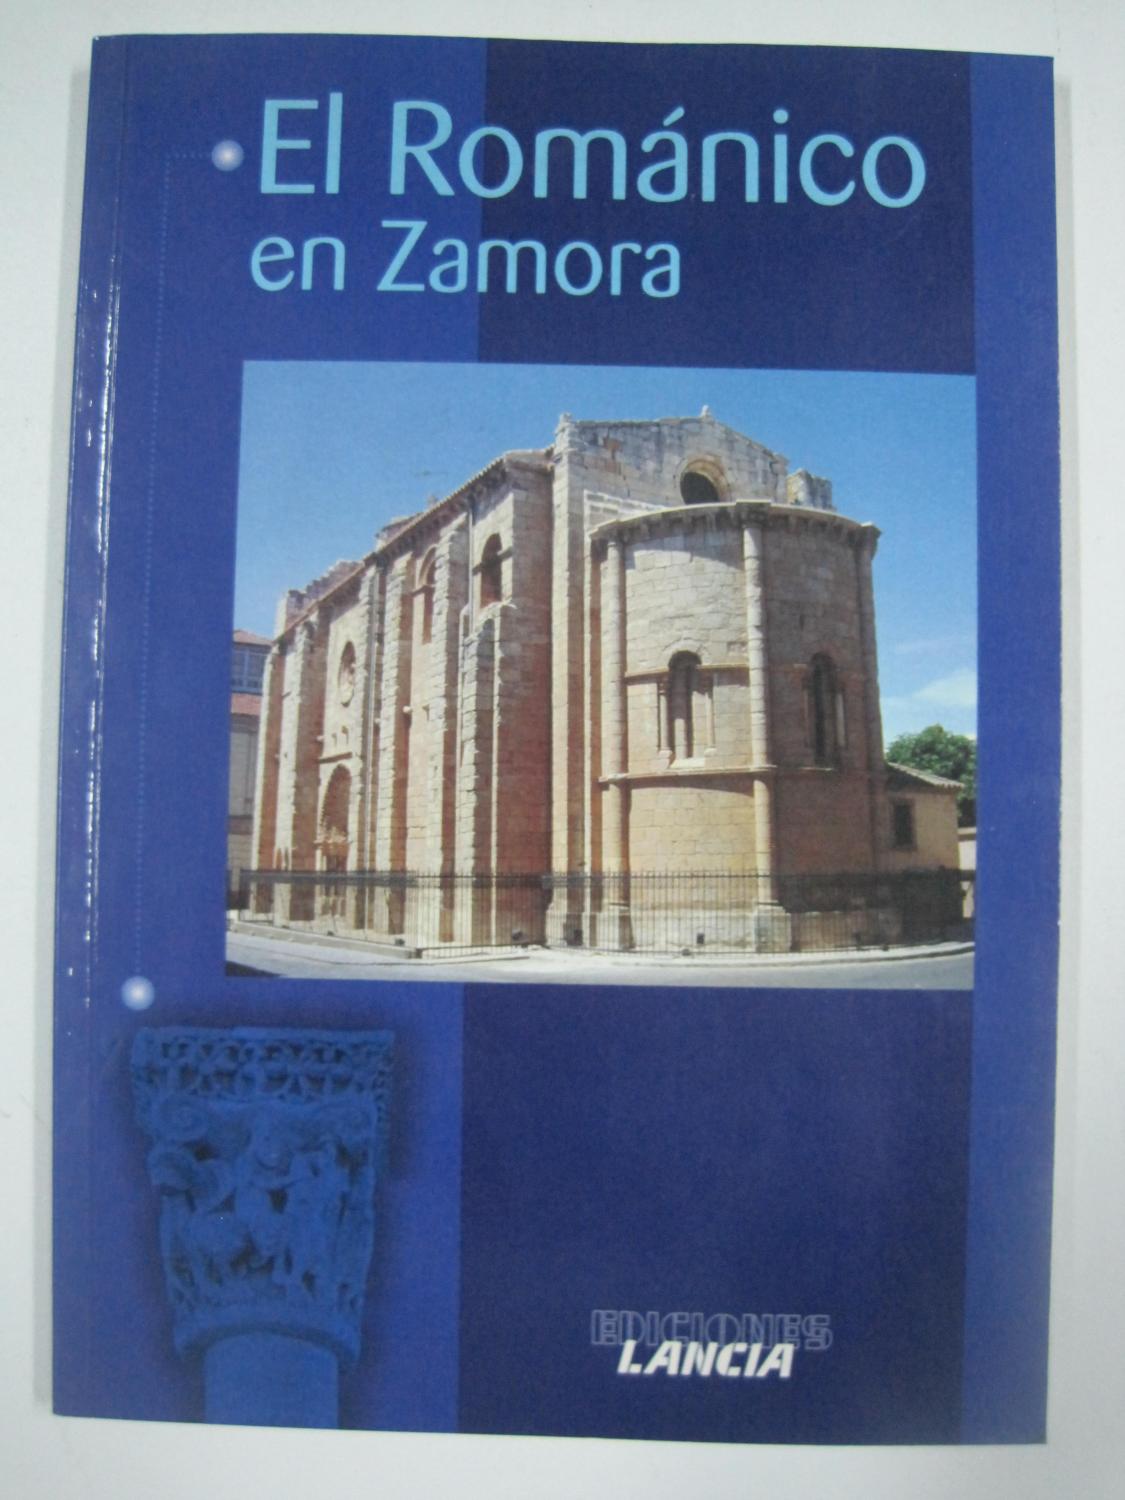 El Románico
en Zamora
EDICIONES
LANCIA